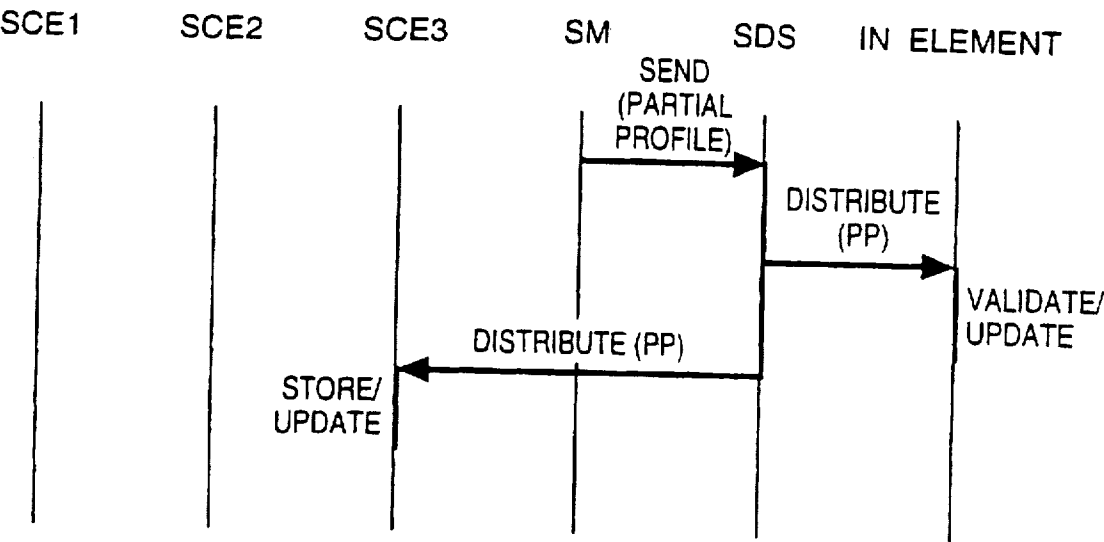 SCE1 SCE2 SCE3 SM SDS IN ELEMENT
SEND
(PARTIAL
PROFILE)
DISTRIBUTE
(PP)
VALIDATE/
UPDATE
DISTRIBUTE (PP)
STORE/
UPDATE